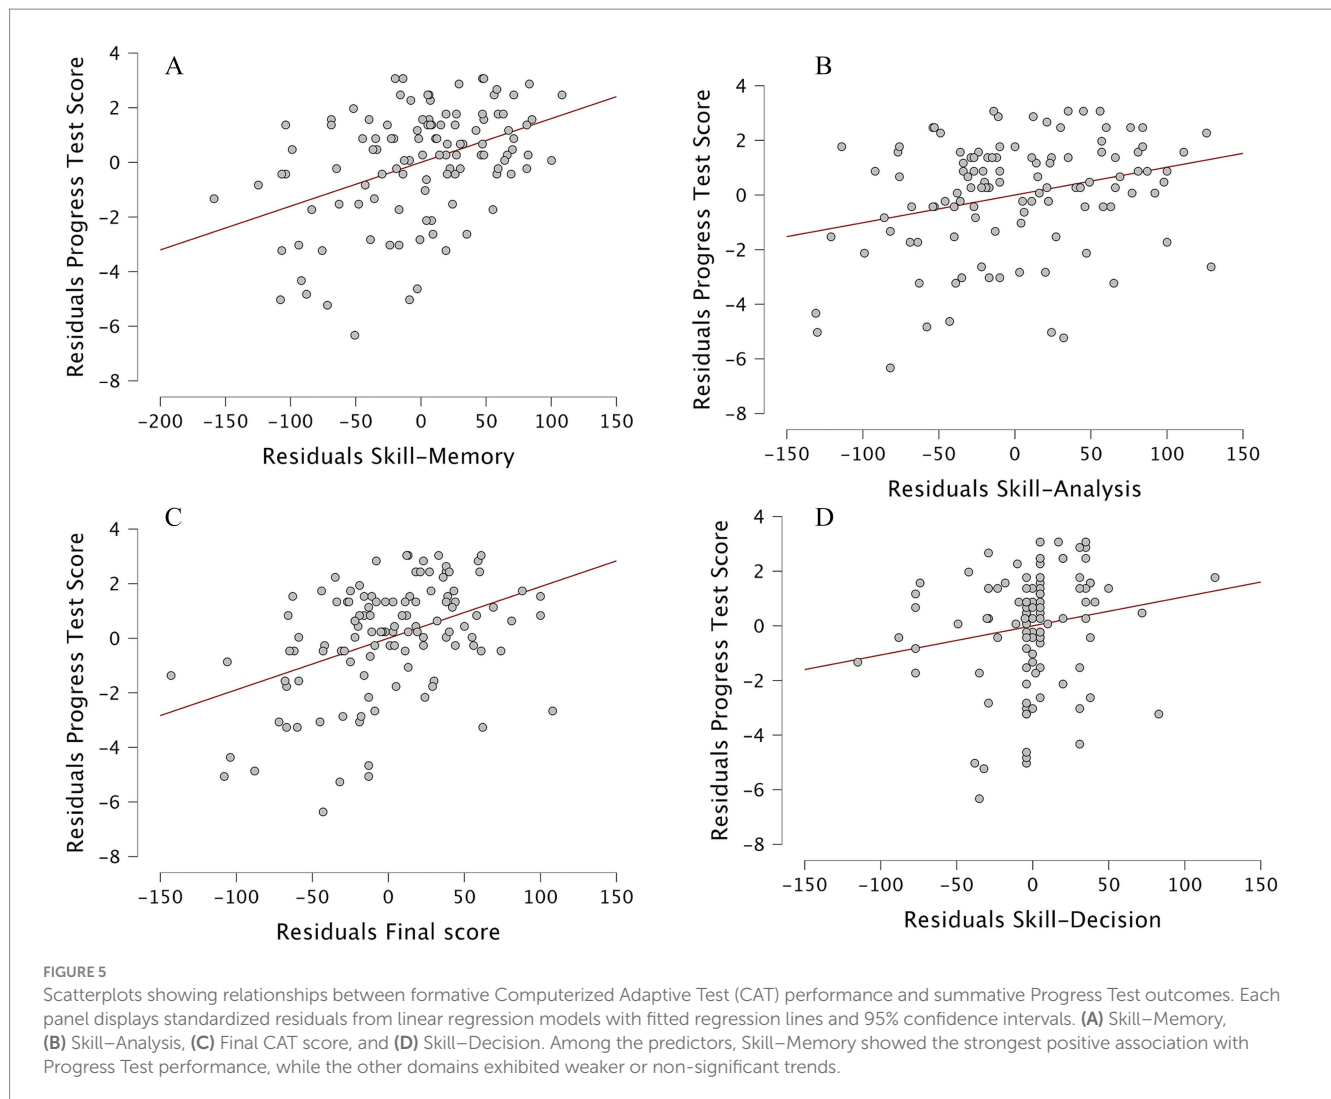 A
4
2
0
−2
−4
−6
−8
Residuals Progress Test Score
−200 −150 −100 −50 0 50 100 150
Residuals Skill−Memory
B
4
2
0
−2
−4
−6
−8
Residuals Progress Test Score
−150 −100 −50 0 50 100 150
Residuals Skill−Analysis
C
4
2
0
−2
−4
−6
−8
Residuals Progress Test Score
−150 −100 −50 0 50 100 150
Residuals Final score
D
4
2
0
−2
−4
−6
−8
Residuals Progress Test Score
−150 −100 −50 0 50 100 150
Residuals Skill−Decision
FIGURE 5
Scatterplots showing relationships between formative Computerized Adaptive Test (CAT) performance and summative Progress Test outcomes. Each
panel displays standardized residuals from linear regression models with fitted regression lines and 95% confidence intervals. (A) Skill–Memory,
(B) Skill–Analysis, (C) Final CAT score, and (D) Skill–Decision. Among the predictors, Skill–Memory showed the strongest positive association with
Progress Test performance, while the other domains exhibited weaker or non-significant trends.